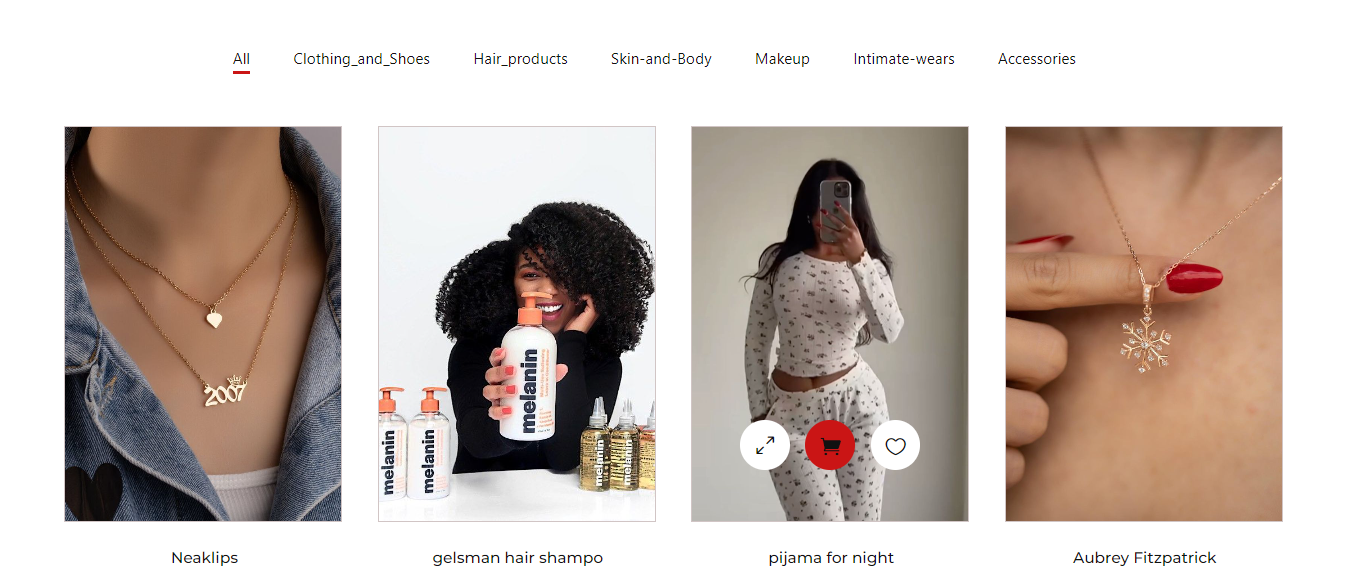 All Clothing_and_Shoes Hair_products Skin-and-Body Makeup Intimate-wears Accessories
2007
melanin
melanin
melanin
melanin
melanin
Neaklips gelsman hair shampo pijama for night Aubrey Fitzpatrick